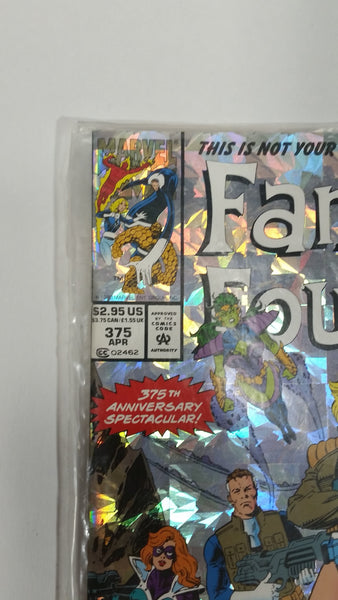 THIS IS NOT YOUR
MARVEL
Fan
Fou
$2.95 US
$3.75 CAN/£1.55 UK
375
APR
CC 02462
APPROVED
BY THE
COMICS
CODE
CA
AUTHORITY
375TH
ANNIVERSARY
SPECTACULAR!